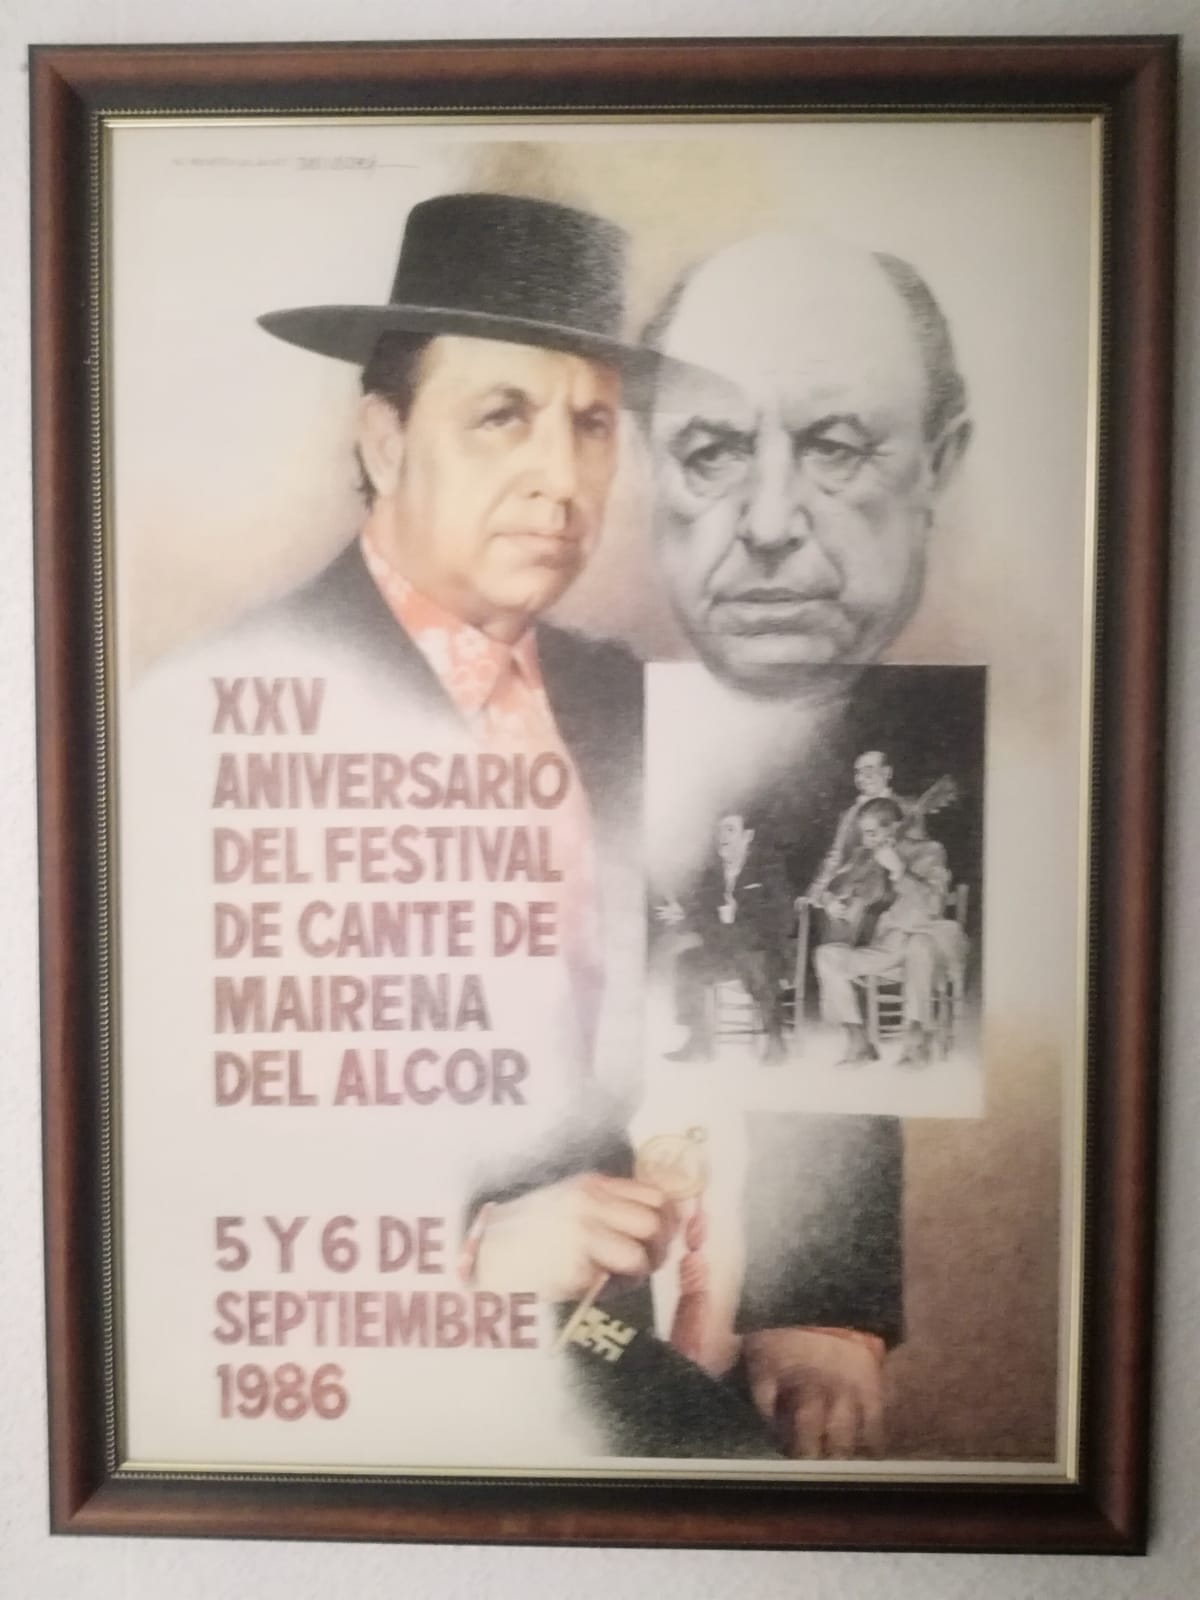 XXV
ANIVERSARIO
DEL FESTIVAL
DE CANTE DE
MAIRENA
DEL ALCOR
5 Y 6 DE
SEPTIEMBRE
1986